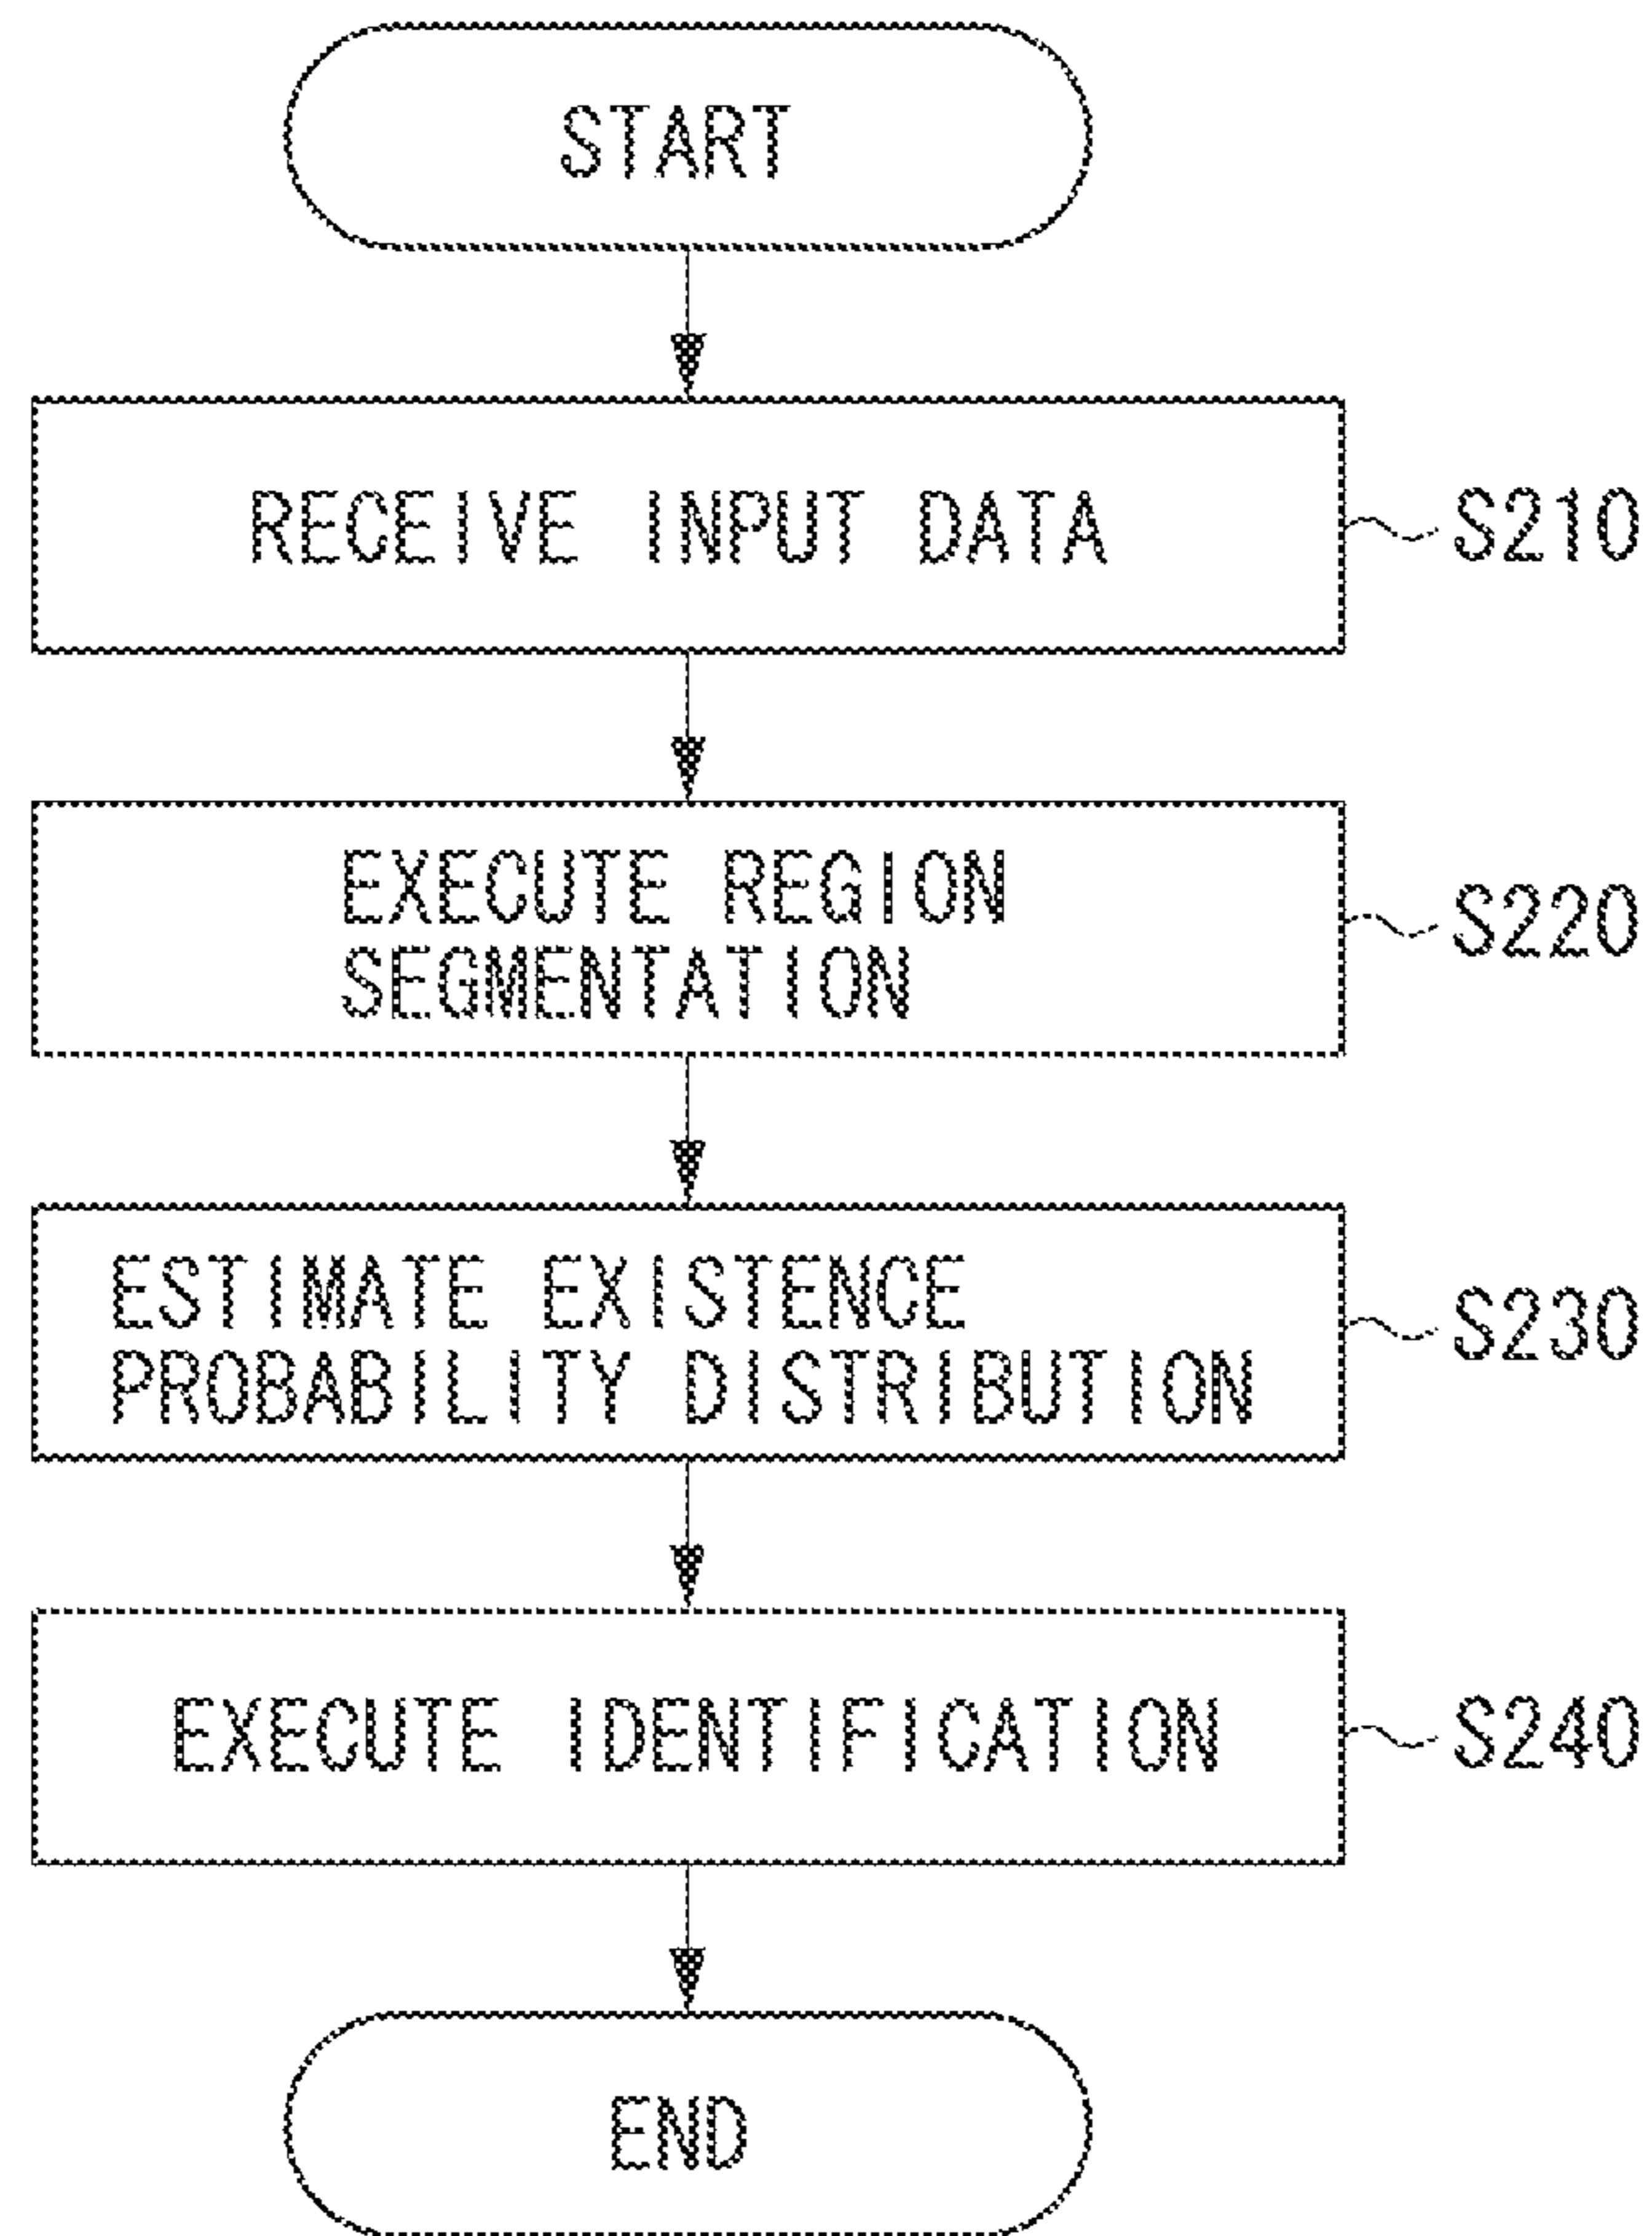 START
RECEIVE INPUT DATA
S210
EXECUTE REGION
SEGMENTATION
S220
ESTIMATE EXISTENCE
PROBABILITY DISTRIBUTION
S230
EXECUTE IDENTIFICATION
S240
END